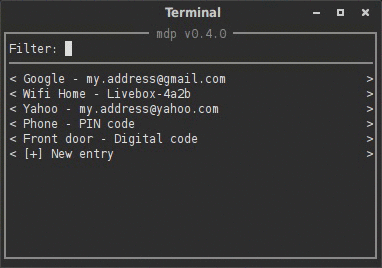 Terminal
mdp v0.4.0
Filter:
< Google - my.address@gmail.com >
< Wifi Home - Livebox-4a2b >
< Yahoo - my.address@yahoo.com >
< Phone - PIN code >
< Front door - Digital code >
< [+] New entry >